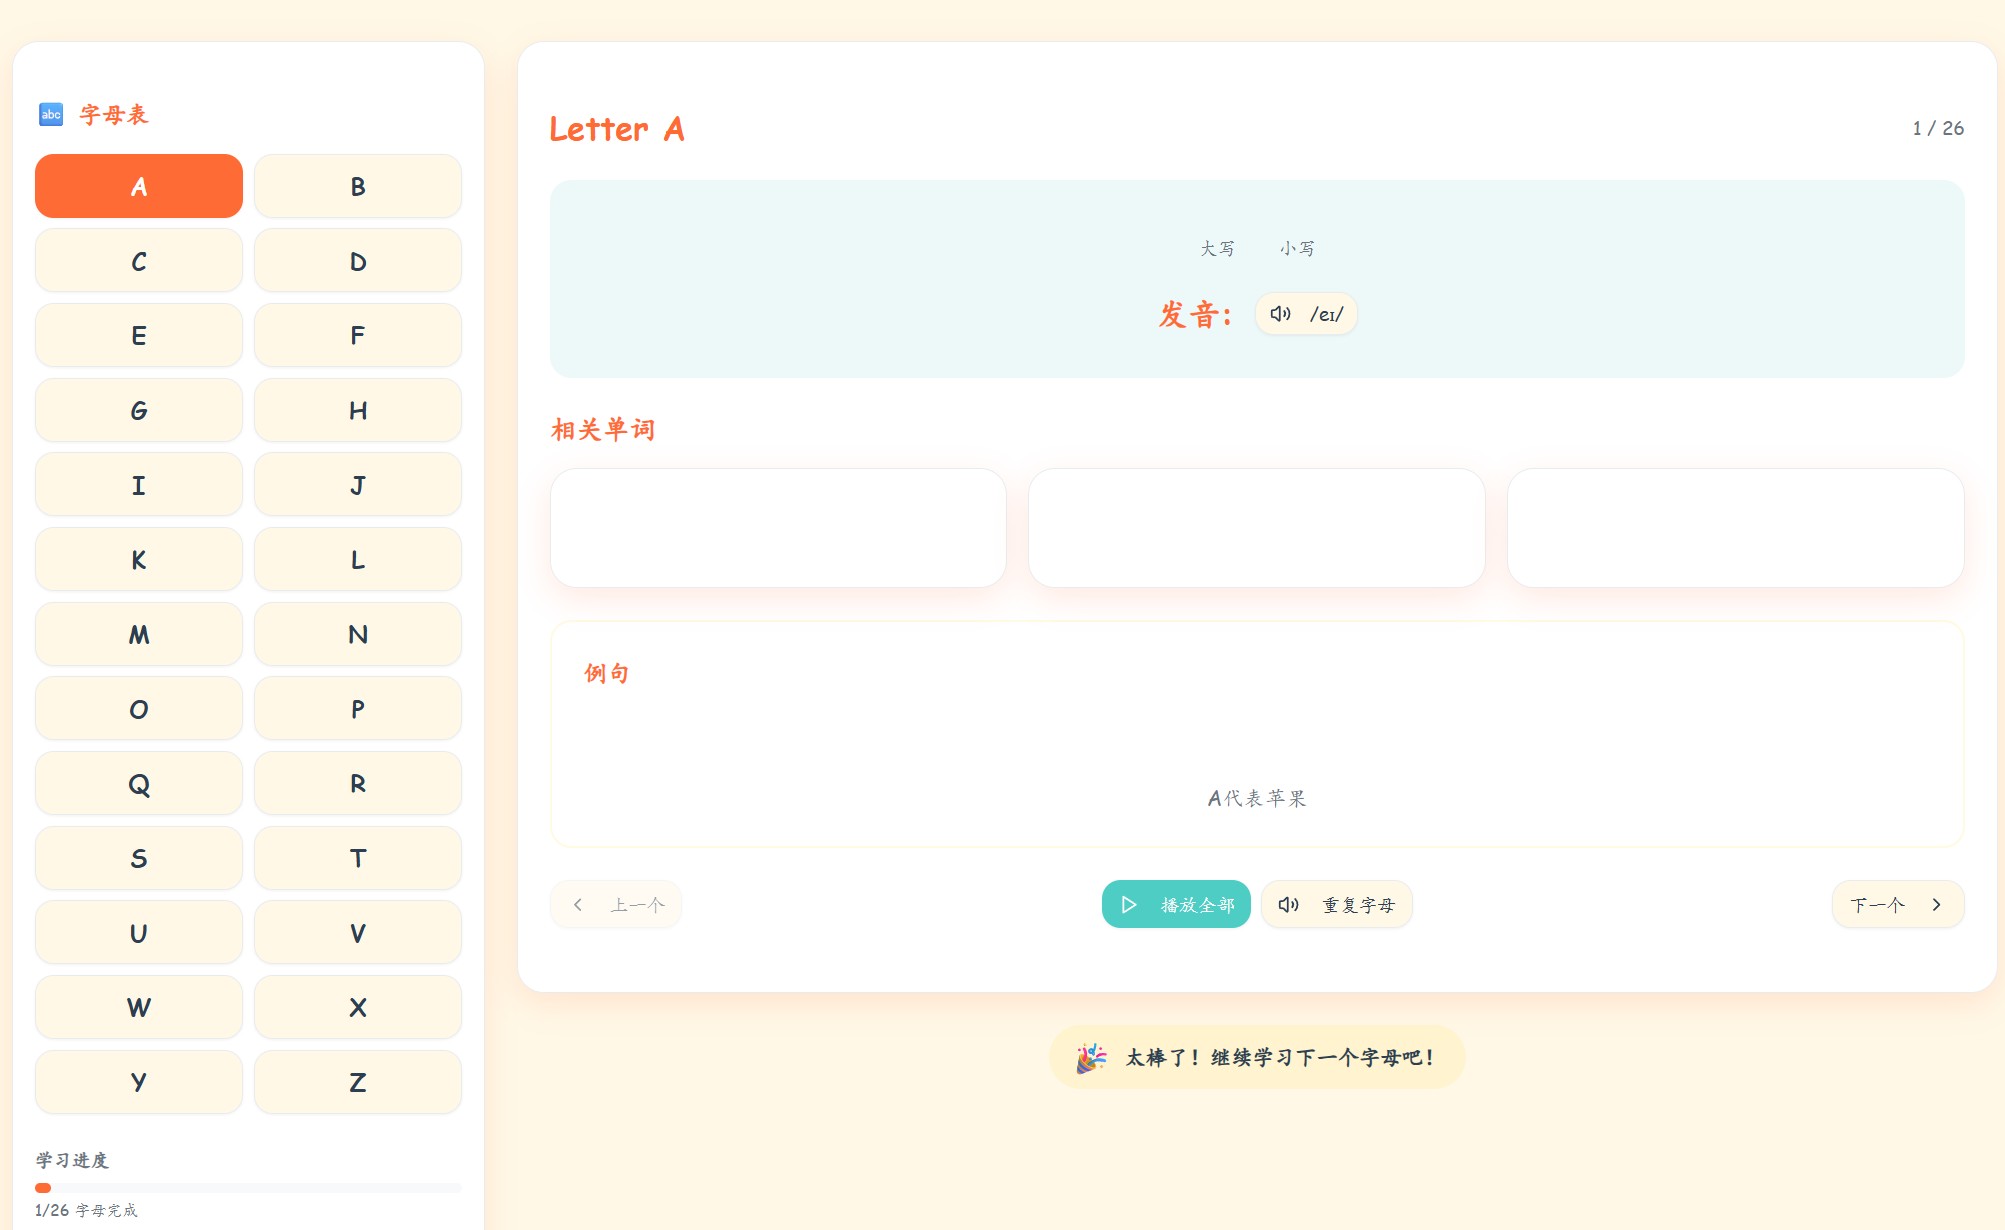 abc 字母表
A
B
C
D
E
F
G
H
I
J
K
L
M
N
O
P
Q
R
S
T
U
V
W
X
Y
Z
学习进度
1/26 字母完成
Letter A
1 / 26
大写 小写
发音: /eɪ/
相关单词
例句
A代表苹果
上一个
播放全部
重复字母
下一个
太棒了！继续学习下一个字母吧！